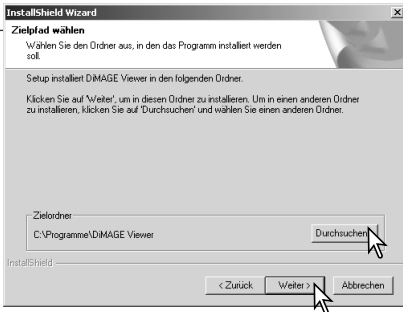 InstallShield Wizard
Zielpfad wählen
Wählen Sie den Ordner aus, in den das Programm installiert werden
soll.
Setup installiert DiMAGE Viewer in den folgenden Ordner.
Klicken Sie auf 'Weiter', um in diesen Ordner zu installieren. Um in einen anderen Ordner
zu installieren, klicken Sie auf 'Durchsuchen' und wählen Sie einen anderen Ordner.
Zielordner
C:\Programme\DiMAGE Viewer
Durchsuchen
InstallShield
< Zurück
Weiter >
Abbrechen